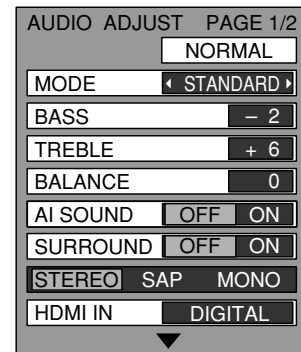 AUDIO ADJUST PAGE 1/2
NORMAL
MODE STANDARD
BASS – 2
TREBLE + 6
BALANCE 0
AI SOUND OFF ON
SURROUND OFF ON
STEREO SAP MONO
HDMI IN DIGITAL